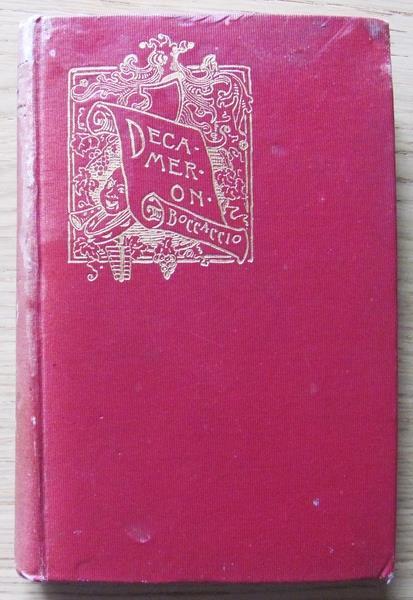 DECA-
MER-
ON·
BOCCACCIO